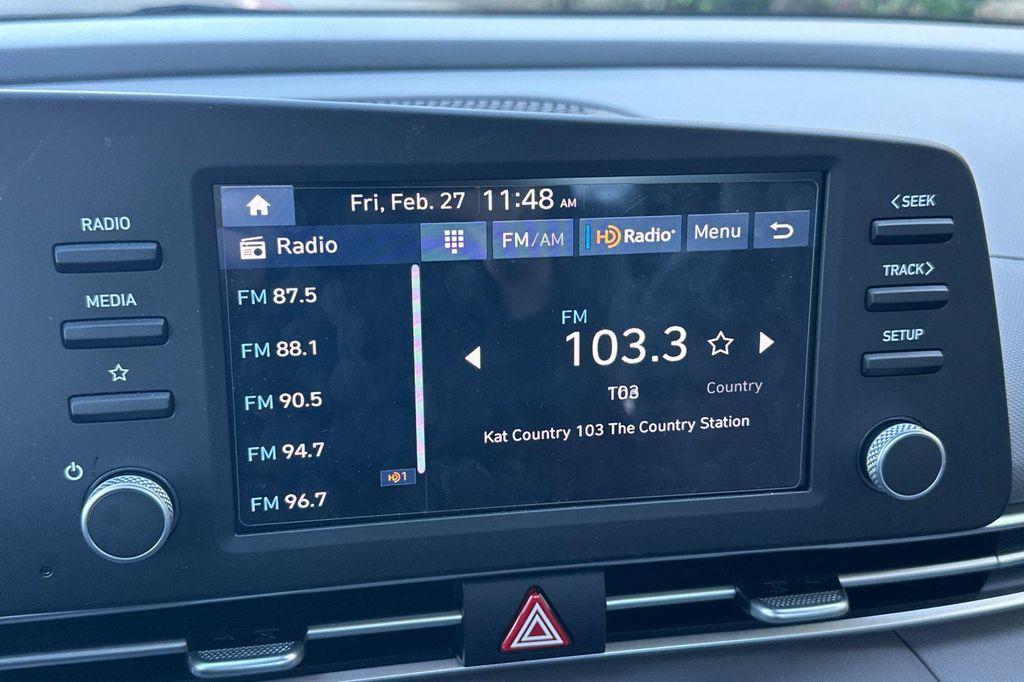 Fri, Feb. 27 11:48 AM
Radio FM/AM HD Radio® Menu
RADIO
MEDIA
<SEEK
TRACK>
SETUP
FM 87.5
FM 88.1
FM 90.5
FM 94.7
HD 1
FM 96.7
FM
103.3
Country
Kat Country 103 The Country Station